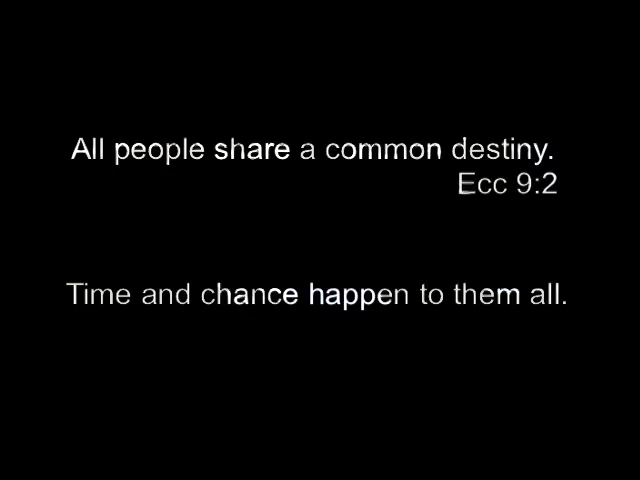 All people share a common destiny.
Ecc 9:2
Time and chance happen to them all.